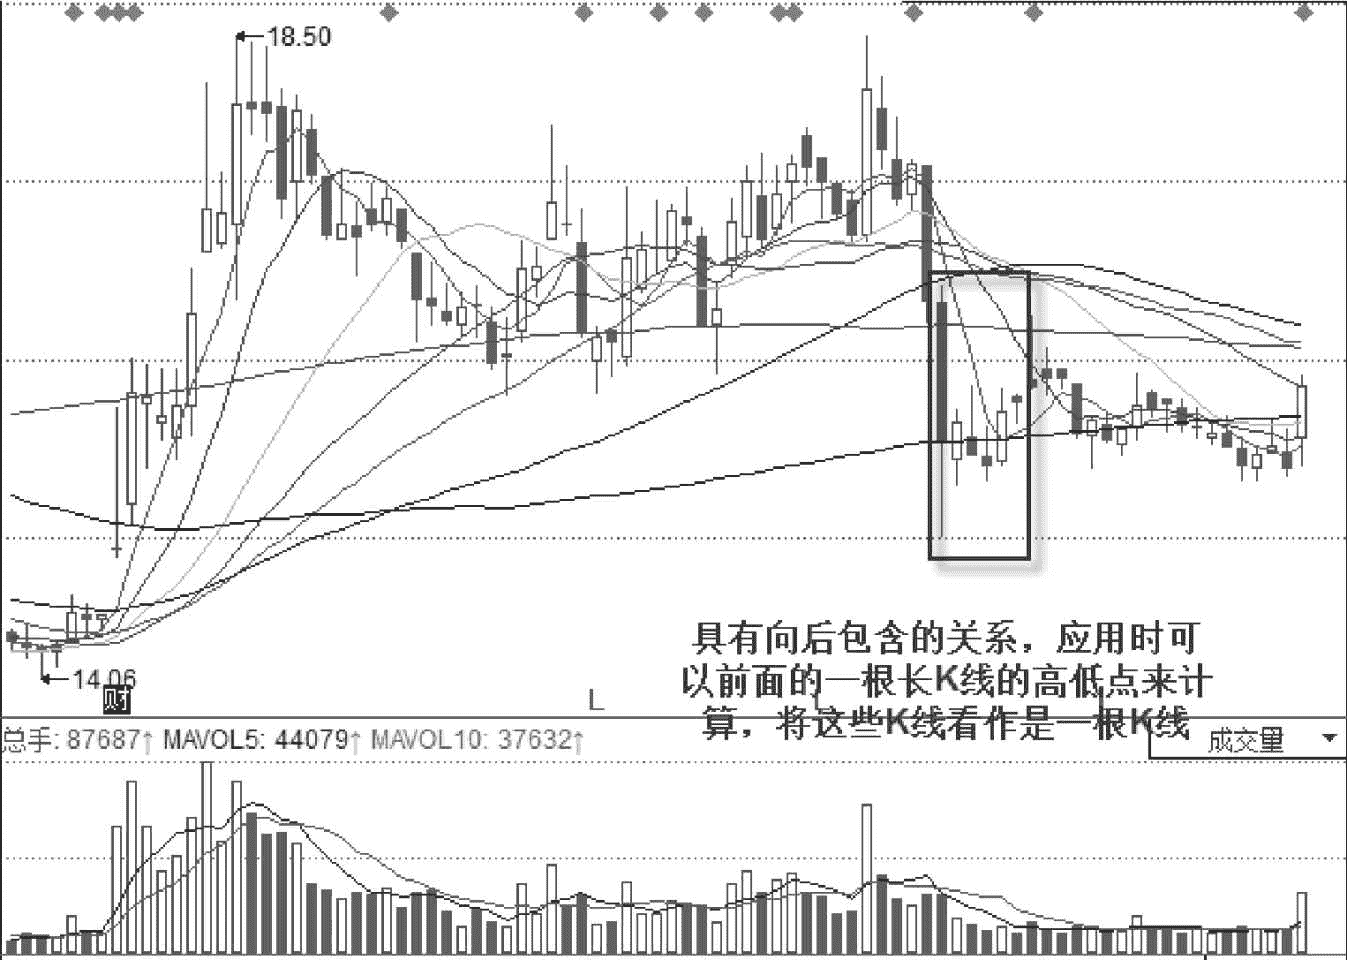 18.50
具有向后包含的关系，应用时可
以前面的一根长K线的高低点来计
算，将这些K线看作是一根K线
14.06
财
L
L
总手: 87687↑ MAVOL5: 44079↑ MAVOL10: 37632↑
成交量